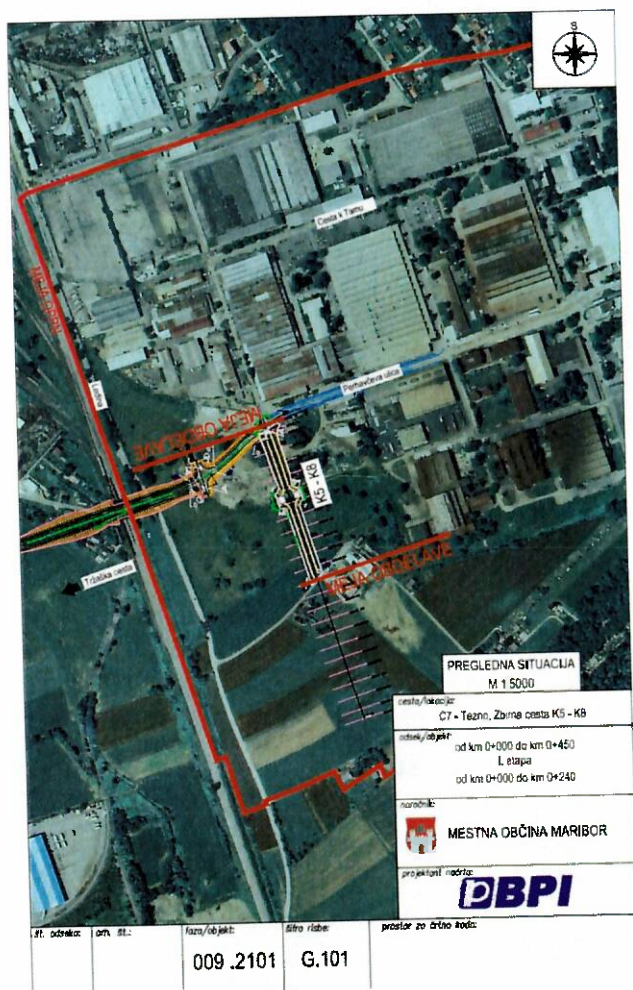 S
Cesta k Tamu
Ledina
Pernhavčeva ulica
MEJA OBDELAVE
K5 - K8
Tržaška cesta
MEJA OBDELAVE
PREGLEDNA SITUACIJA
M 1:5000
cesta/lokacija:
C7 - Tezno, Zbirna cesta K5 - K8
odsek/objekt:
od km 0+000 do km 0+450
I. etapa
od km 0+000 do km 0+240
naročnik:
MESTNA OBČINA MARIBOR
projektant načrta:
BPI
št. odseka:
arh. št.:
faza/objekt:
šifra risbe:
prostor za črtno kodo:
009 .2101
G.101